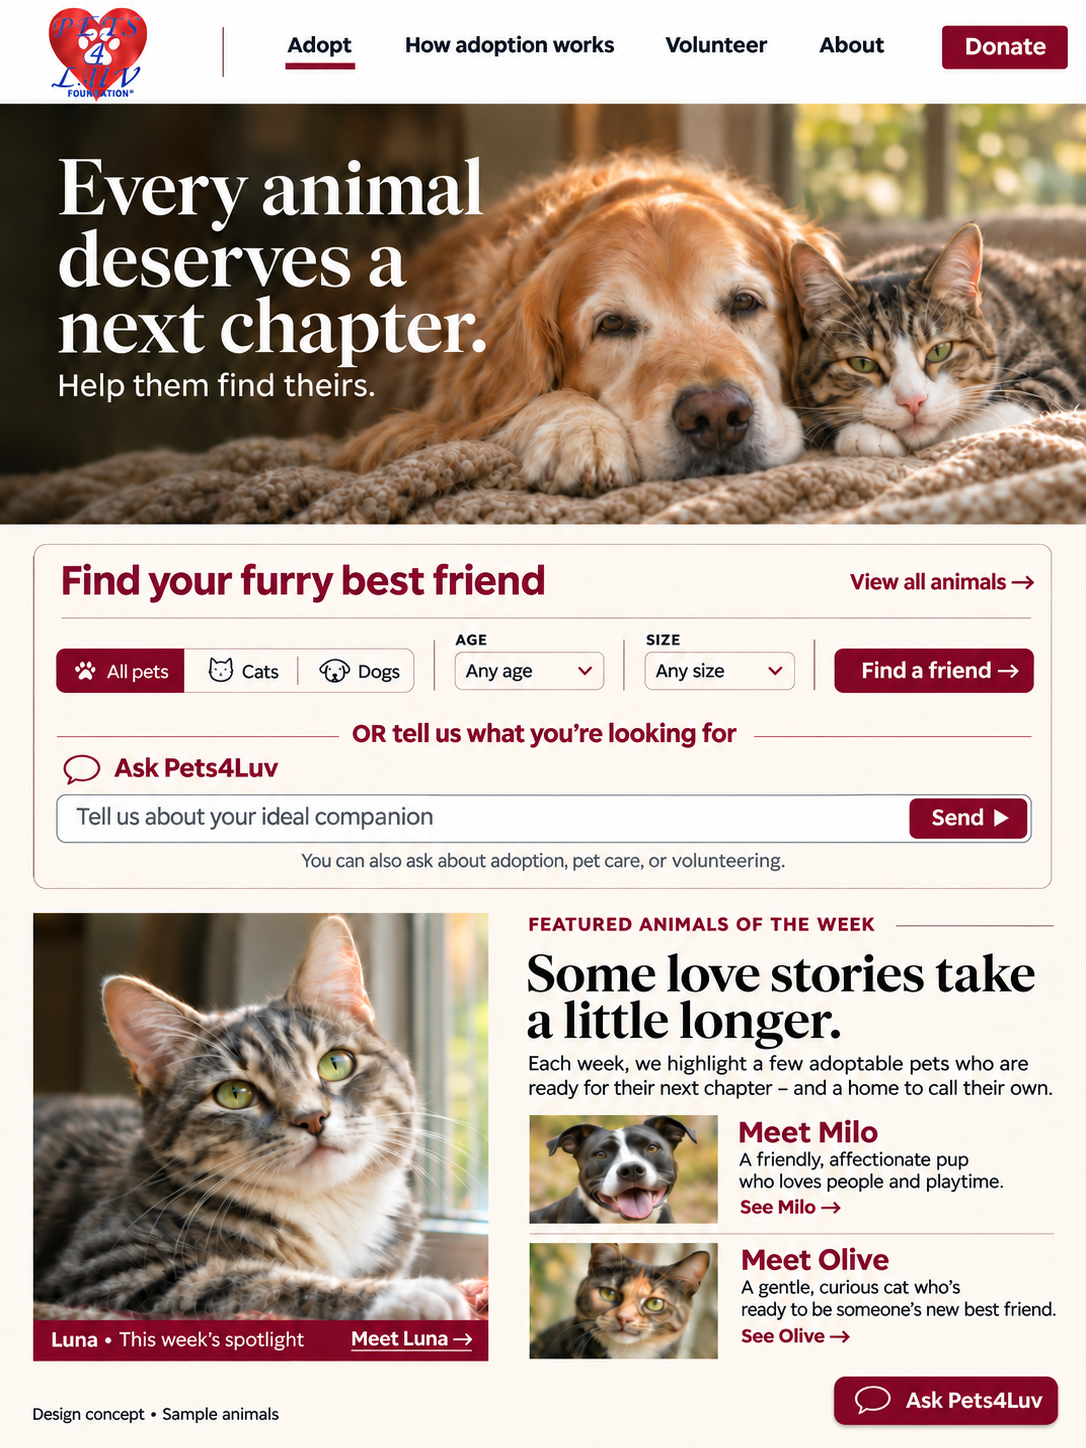 PETS
4
LUV
FOUNDATION®
Adopt
How adoption works
Volunteer
About
Donate
Every animal
deserves a
next chapter.
Help them find theirs.
Find your furry best friend
View all animals →
All pets
Cats
Dogs
AGE
Any age
SIZE
Any size
Find a friend →
OR tell us what you’re looking for
Ask Pets4Luv
Tell us about your ideal companion
Send ▶
You can also ask about adoption, pet care, or volunteering.
Luna • This week’s spotlight
Meet Luna →
FEATURED ANIMALS OF THE WEEK
Some love stories take
a little longer.
Each week, we highlight a few adoptable pets who are
ready for their next chapter – and a home to call their own.
Meet Milo
A friendly, affectionate pup
who loves people and playtime.
See Milo →
Meet Olive
A gentle, curious cat who’s
ready to be someone’s new best friend.
See Olive →
Design concept • Sample animals
Ask Pets4Luv